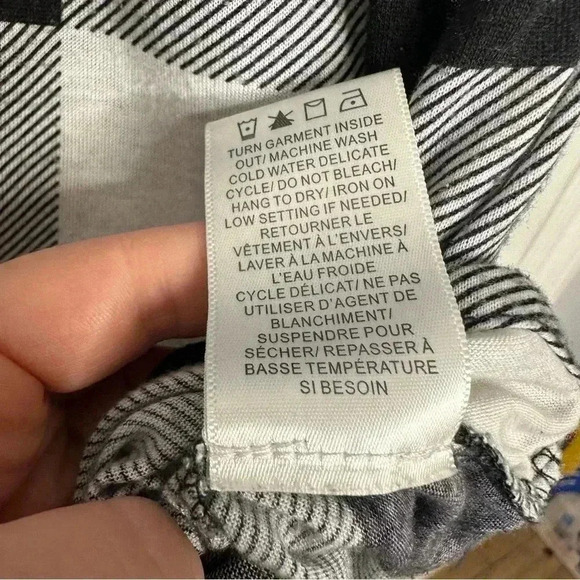 TURN GARMENT INSIDE
OUT/ MACHINE WASH
COLD WATER DELICATE
CYCLE/ DO NOT BLEACH/
HANG TO DRY/ IRON ON
LOW SETTING IF NEEDED/
RETOURNER LE
VÊTEMENT À L'ENVERS/
LAVER À LA MACHINE À
L'EAU FROIDE
CYCLE DÉLICAT/ NE PAS
UTILISER D'AGENT DE
BLANCHIMENT/
SUSPENDRE POUR
SÉCHER/ REPASSER À
BASSE TEMPÉRATURE
SI BESOIN